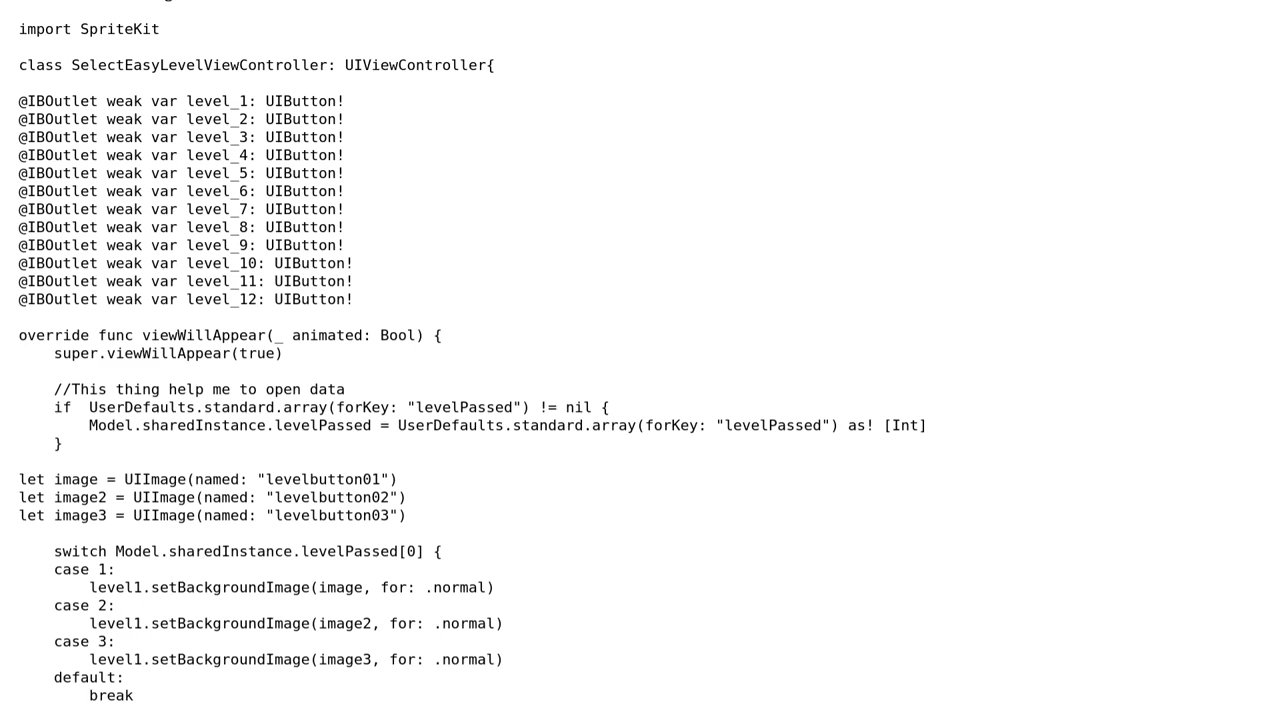 import SpriteKit
class SelectEasyLevelViewController: UIViewController{
@IBOutlet weak var level_1: UIButton!
@IBOutlet weak var level_2: UIButton!
@IBOutlet weak var level_3: UIButton!
@IBOutlet weak var level_4: UIButton!
@IBOutlet weak var level_5: UIButton!
@IBOutlet weak var level_6: UIButton!
@IBOutlet weak var level_7: UIButton!
@IBOutlet weak var level_8: UIButton!
@IBOutlet weak var level_9: UIButton!
@IBOutlet weak var level_10: UIButton!
@IBOutlet weak var level_11: UIButton!
@IBOutlet weak var level_12: UIButton!
override func viewWillAppear(_ animated: Bool) {
    super.viewWillAppear(true)
    //This thing help me to open data
    if  UserDefaults.standard.array(forKey: "levelPassed") != nil {
        Model.sharedInstance.levelPassed = UserDefaults.standard.array(forKey: "levelPassed") as! [Int]
    }
let image = UIImage(named: "levelbutton01")
let image2 = UIImage(named: "levelbutton02")
let image3 = UIImage(named: "levelbutton03")
    switch Model.sharedInstance.levelPassed[0] {
    case 1:
        level1.setBackgroundImage(image, for: .normal)
    case 2:
        level1.setBackgroundImage(image2, for: .normal)
    case 3:
        level1.setBackgroundImage(image3, for: .normal)
    default:
        break